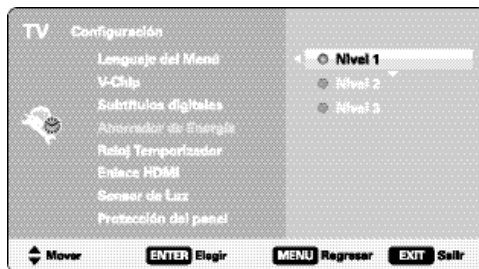 TV Configuración
Lenguaje del Menú
V-Chip
Subtítulos digitales
Ahorrador de Energía
Reloj Temporizador
Enlace HDMI
Sensor de Luz
Protección del panel
Nivel 1
Nivel 2
Nivel 3
Mover ENTER Elegir MENU Regresar EXIT Salir